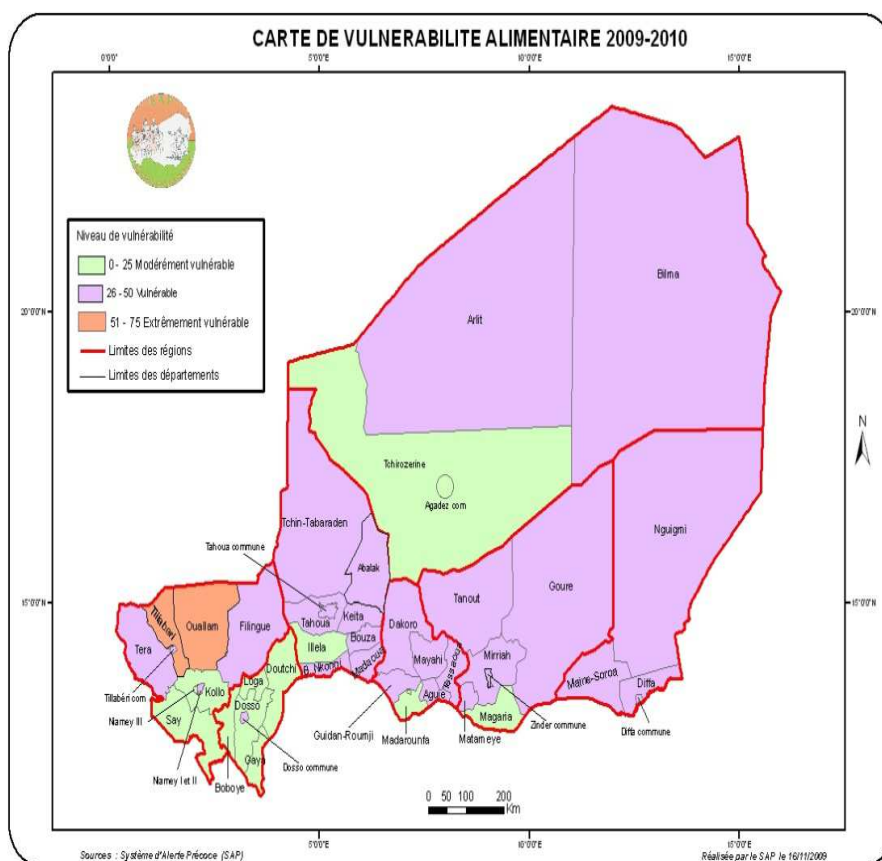 CARTE DE VULNERABILITE ALIMENTAIRE 2009-2010
0'0'0 5'0'0"E 10'0'0"E 15'0'0"E
Niveau de vulnérabilité
0 - 25 Modérément vulnérable
26 - 50 Vulnérable
51 - 75 Extrêmement vulnérable
Limites des régions
Limites des départements
20'0'0"N 20'0'0"N
Bilma
Arlit
N
Tchirozerine
Agadez com
Tchin-Tabaraden
Nguigmi
Tahoua commune
Abalak
Goure
15'0'0"N 15'0'0"N
Tillaberi
Ouallam
Filingue
Tanout
Keita
Dakoro
Tahoua
Tera
Bouza
Illela
Mirriah
Mayahi
Madaoua
Tessaoua
Doutchi
B. Nkonni
Maine-Soroa
Diffa
Loga
Kollo
Aguie
Tillabéri com
Dosso
Niamey III
Say
Magaria
Zinder commune
Diffa commune
Guidan-Roumji
Matameye
Madarounfa
Gaya
Niamey I et II
Dosso commune
Boboye
0 50 100 200
Km
5'0'0"E 10'0'0"E 15'0'0"E
Sources : Système d'Alerte Précoce (SAP)
Réalisée par le SAP le 16/11/2009